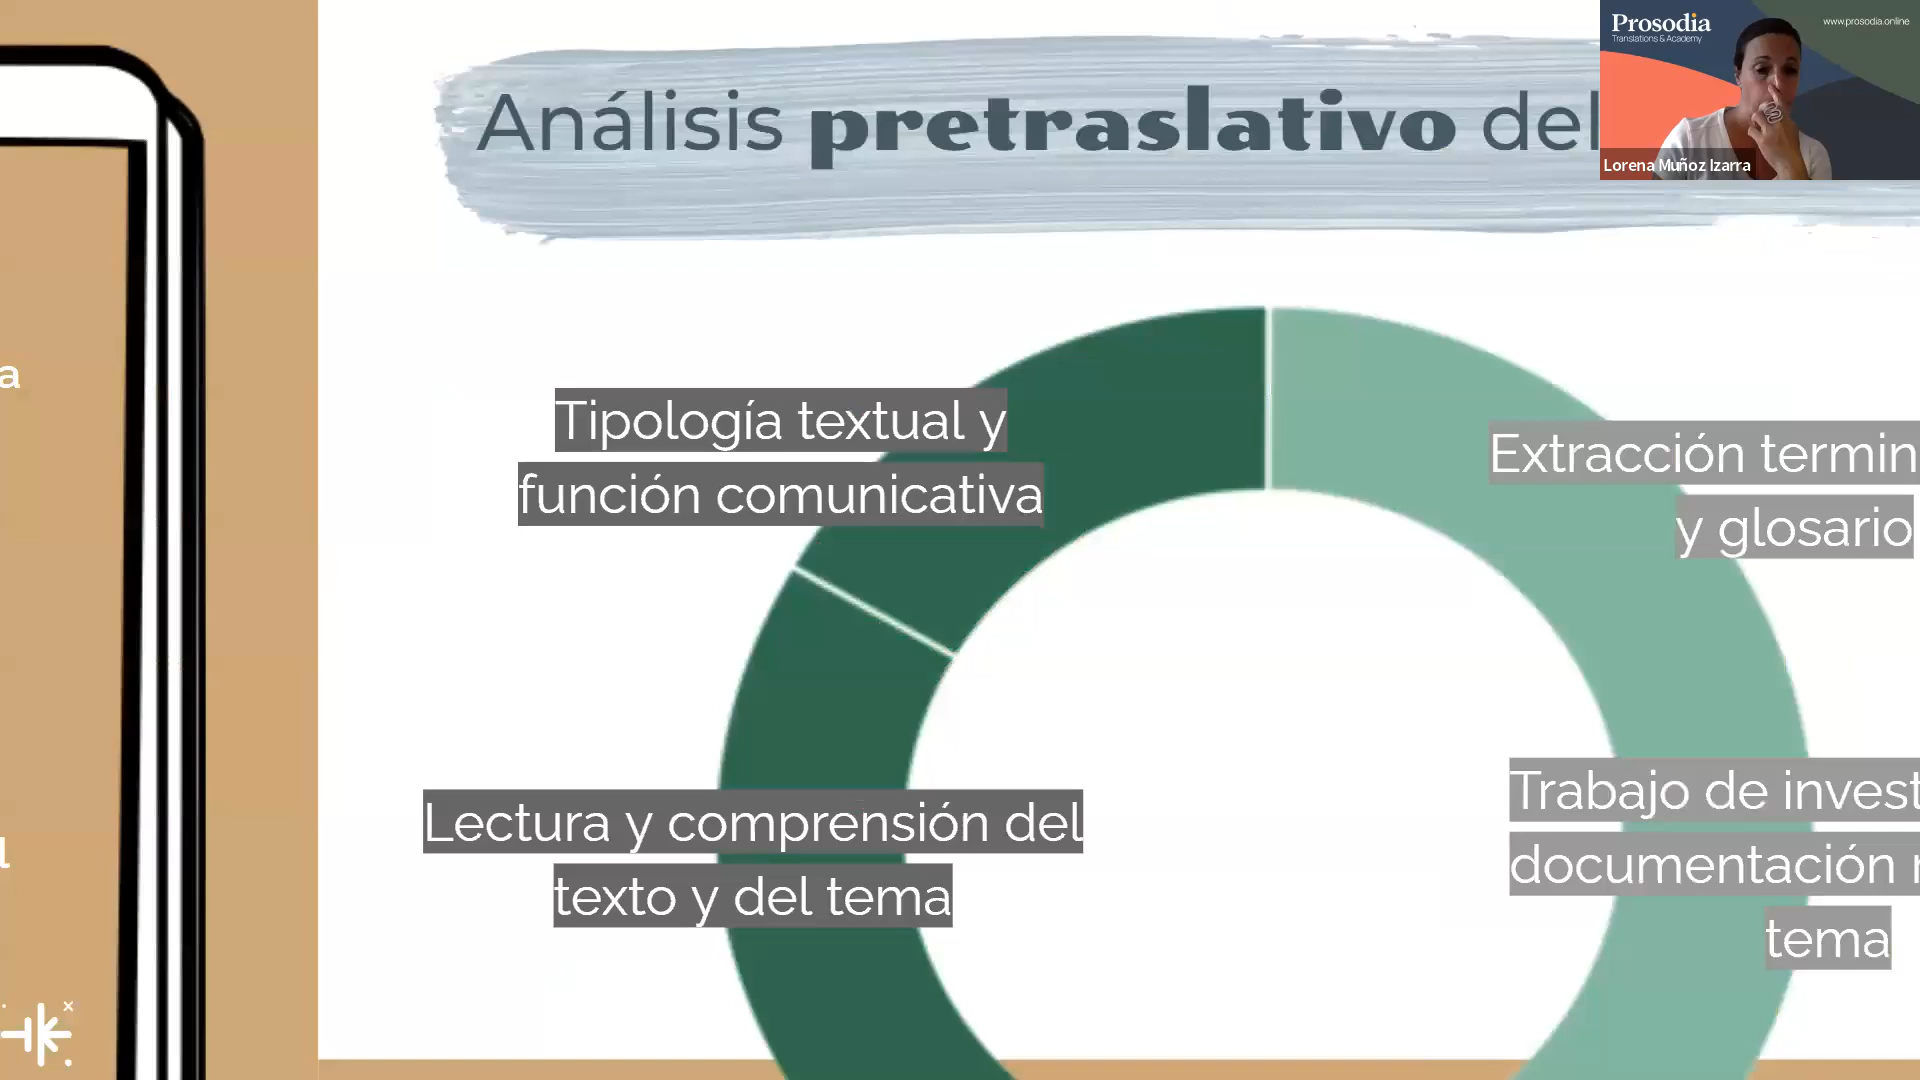 Análisis pretraslativo del
Prosodia
Translations & Academy
www.prosodia.online
Lorena Muñoz Izarra
a
Tipología textual y
función comunicativa
Extracción termin
y glosario
Lectura y comprensión del
texto y del tema
Trabajo de invest
documentación
tema
l